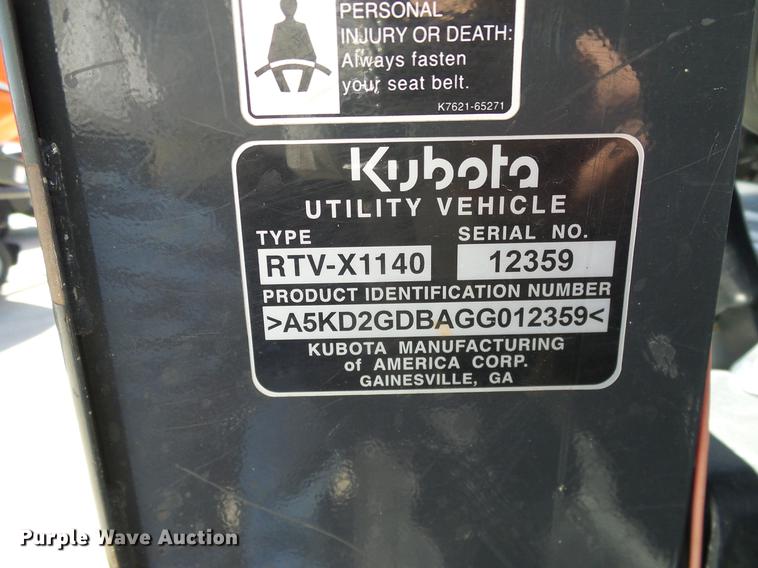 PERSONAL
INJURY OR DEATH:
Always fasten
your seat belt.
K7621-65271
Kubota
UTILITY VEHICLE
TYPE SERIAL NO.
RTV-X1140 12359
PRODUCT IDENTIFICATION NUMBER
>A5KD2GDBAGG012359<
KUBOTA MANUFACTURING
of AMERICA CORP.
GAINESVILLE, GA
Purple Wave Auction